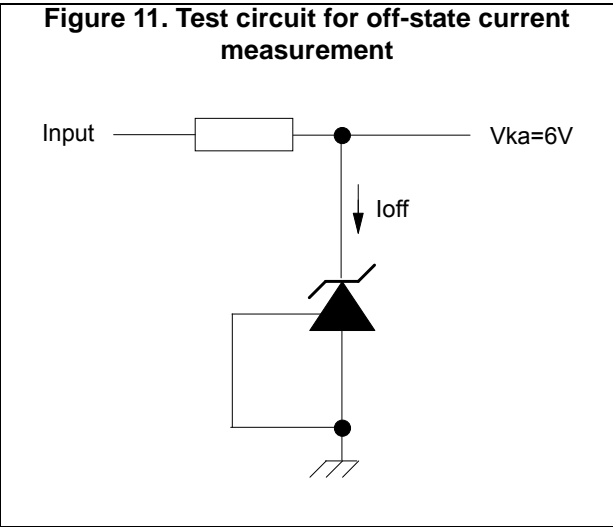 Figure 11. Test circuit for off-state current
measurement
Input
Vka=6V
Ioff